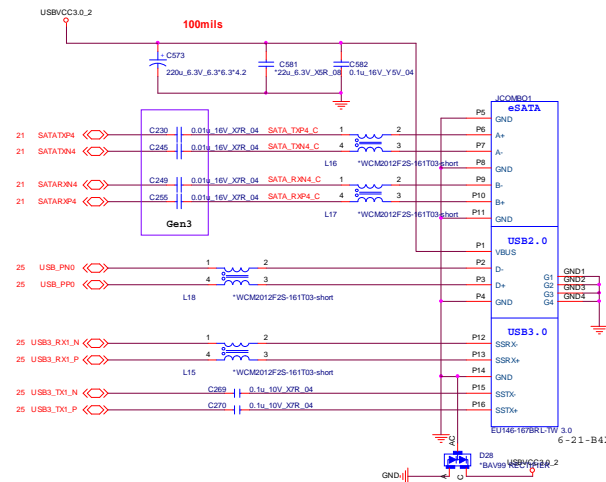 USBVCC3.0_2
100mils
C573
+
220u_6.3V_6.3*6.3*4.2
C581
*22u_6.3V_X5R_08
C582
0.1u_16V_Y5V_04
JCOMBO1
eSATA
P5 GND
21 SATATXP4 C230 0.01u_16V_X7R_04 SATA_TXP4_C 1 2 P6 A+
21 SATATXN4 C245 0.01u_16V_X7R_04 SATA_TXN4_C 4 3 P7 A-
L16 *WCM2012F2S-161T03-short P8 GND
21 SATARXN4 C249 0.01u_16V_X7R_04 SATA_RXN4_C 1 2 P9 B-
21 SATARXP4 C255 0.01u_16V_X7R_04 SATA_RXP4_C 4 3 P10 B+
L17 *WCM2012F2S-161T03-short P11 GND
Gen3
USB2.0
P1 VBUS
25 USB_PN0 1 2 P2 D-
25 USB_PP0 4 3 P3 D+
L18 *WCM2012F2S-161T03-short P4 GND
G1 GND1
G2 GND2
G3 GND3
G4 GND4
USB3.0
25 USB3_RX1_N 1 2 P12 SSRX-
25 USB3_RX1_P 4 3 P13 SSRX+
L15 *WCM2012F2S-161T03-short P14 GND
25 USB3_TX1_N C269 0.1u_10V_X7R_04 P15 SSTX-
25 USB3_TX1_P C270 0.1u_10V_X7R_04 P16 SSTX+
EU146-167BRL-TW 3.0
6-21-B4
AC
D28
*BAV99 RECTIFIER
USBVCC3.0_2
GND
A
C